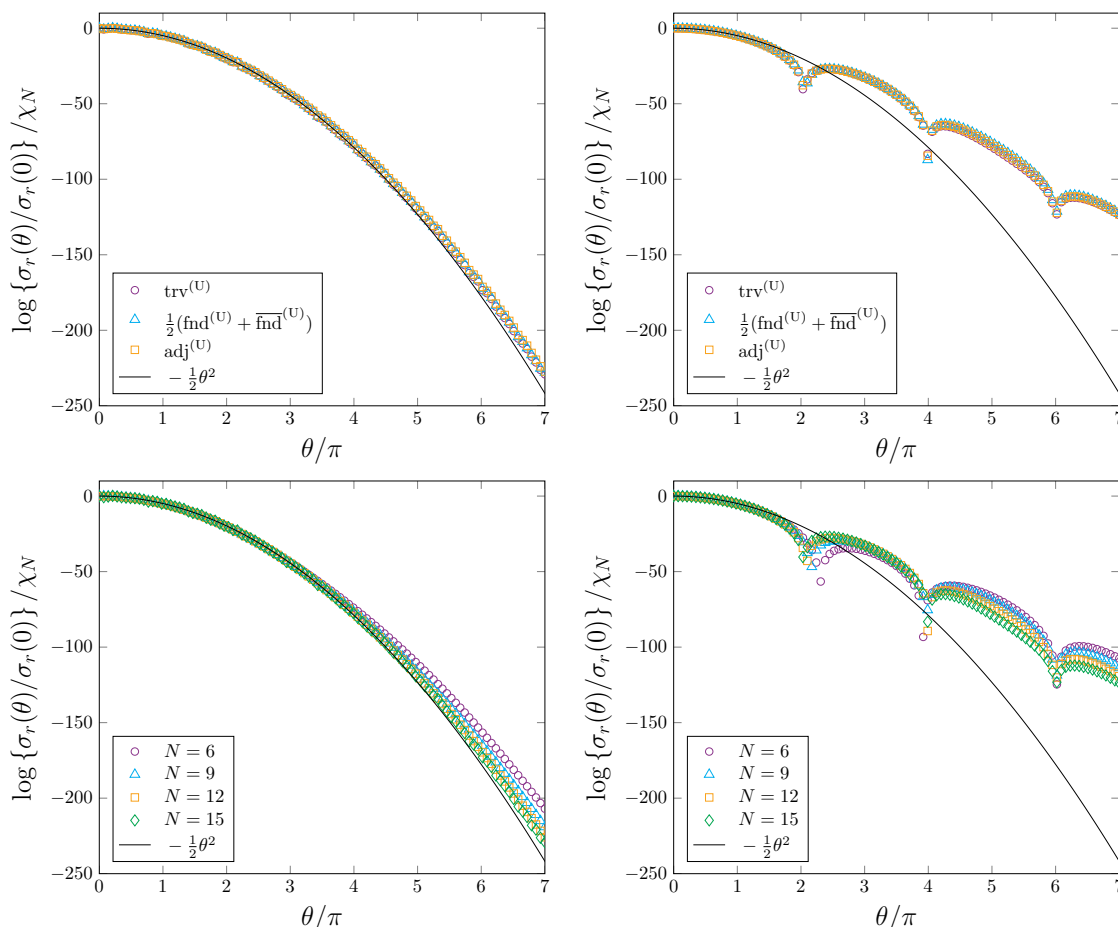 0
−50
−100
−150
−200
−250
0 1 2 3 4 5 6 7
θ/π
log {σ_r(θ)/σ_r(0)} /χ_N
trv^(U)
½(fnd^(U) + \overline{fnd}^(U))
adj^(U)
− ½θ²
0
−50
−100
−150
−200
−250
0 1 2 3 4 5 6 7
θ/π
log {σ_r(θ)/σ_r(0)} /χ_N
trv^(U)
½(fnd^(U) + \overline{fnd}^(U))
adj^(U)
− ½θ²
0
−50
−100
−150
−200
−250
0 1 2 3 4 5 6 7
θ/π
log {σ_r(θ)/σ_r(0)} /χ_N
N = 6
N = 9
N = 12
N = 15
− ½θ²
0
−50
−100
−150
−200
−250
0 1 2 3 4 5 6 7
θ/π
log {σ_r(θ)/σ_r(0)} /χ_N
N = 6
N = 9
N = 12
N = 15
− ½θ²